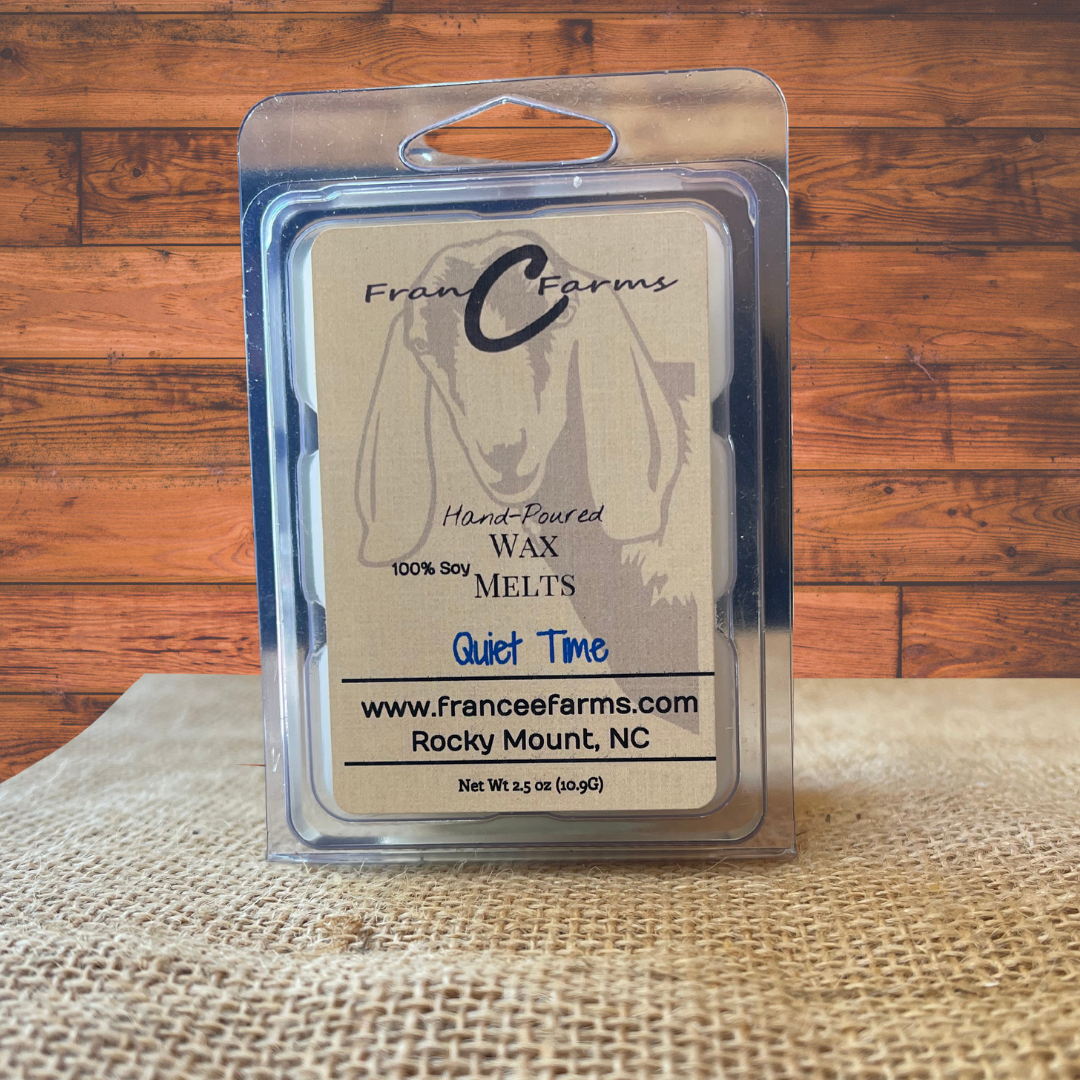 Fran C Farms
Hand-Poured
Wax
100% Soy
Melts
Quiet Time
www.franceefarms.com
Rocky Mount, NC
Net Wt 2.5 oz (10.9G)